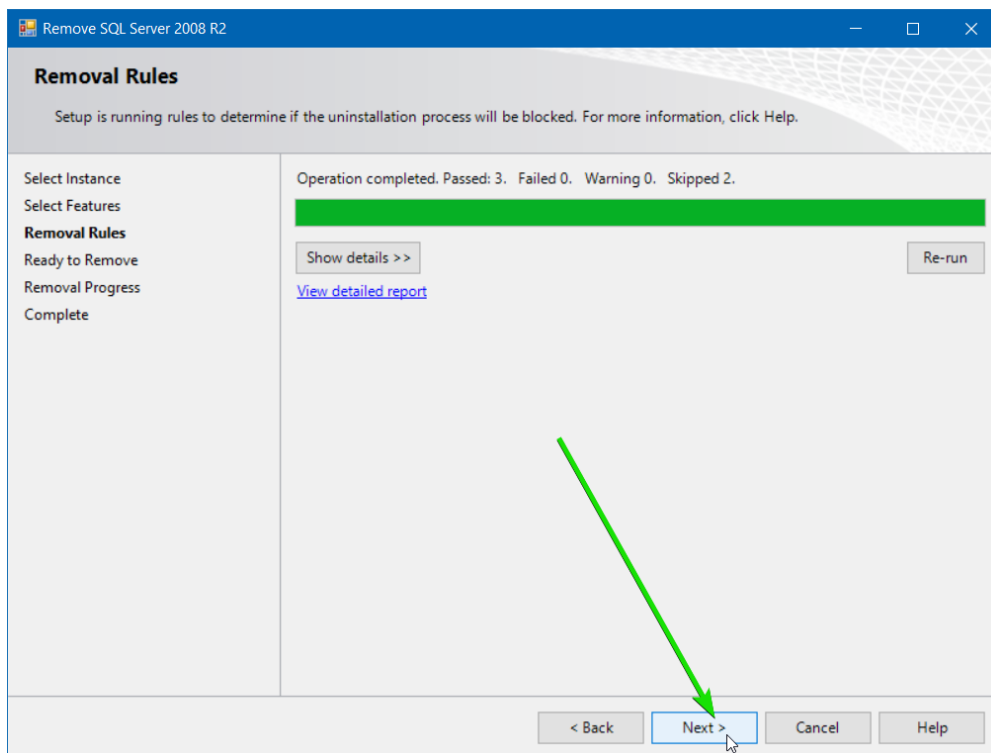 Remove SQL Server 2008 R2
Removal Rules
Setup is running rules to determine if the uninstallation process will be blocked. For more information, click Help.
Select Instance
Select Features
Removal Rules
Ready to Remove
Removal Progress
Complete
Operation completed. Passed: 3. Failed 0. Warning 0. Skipped 2.
Show details >>
Re-run
View detailed report
< Back
Next >
Cancel
Help